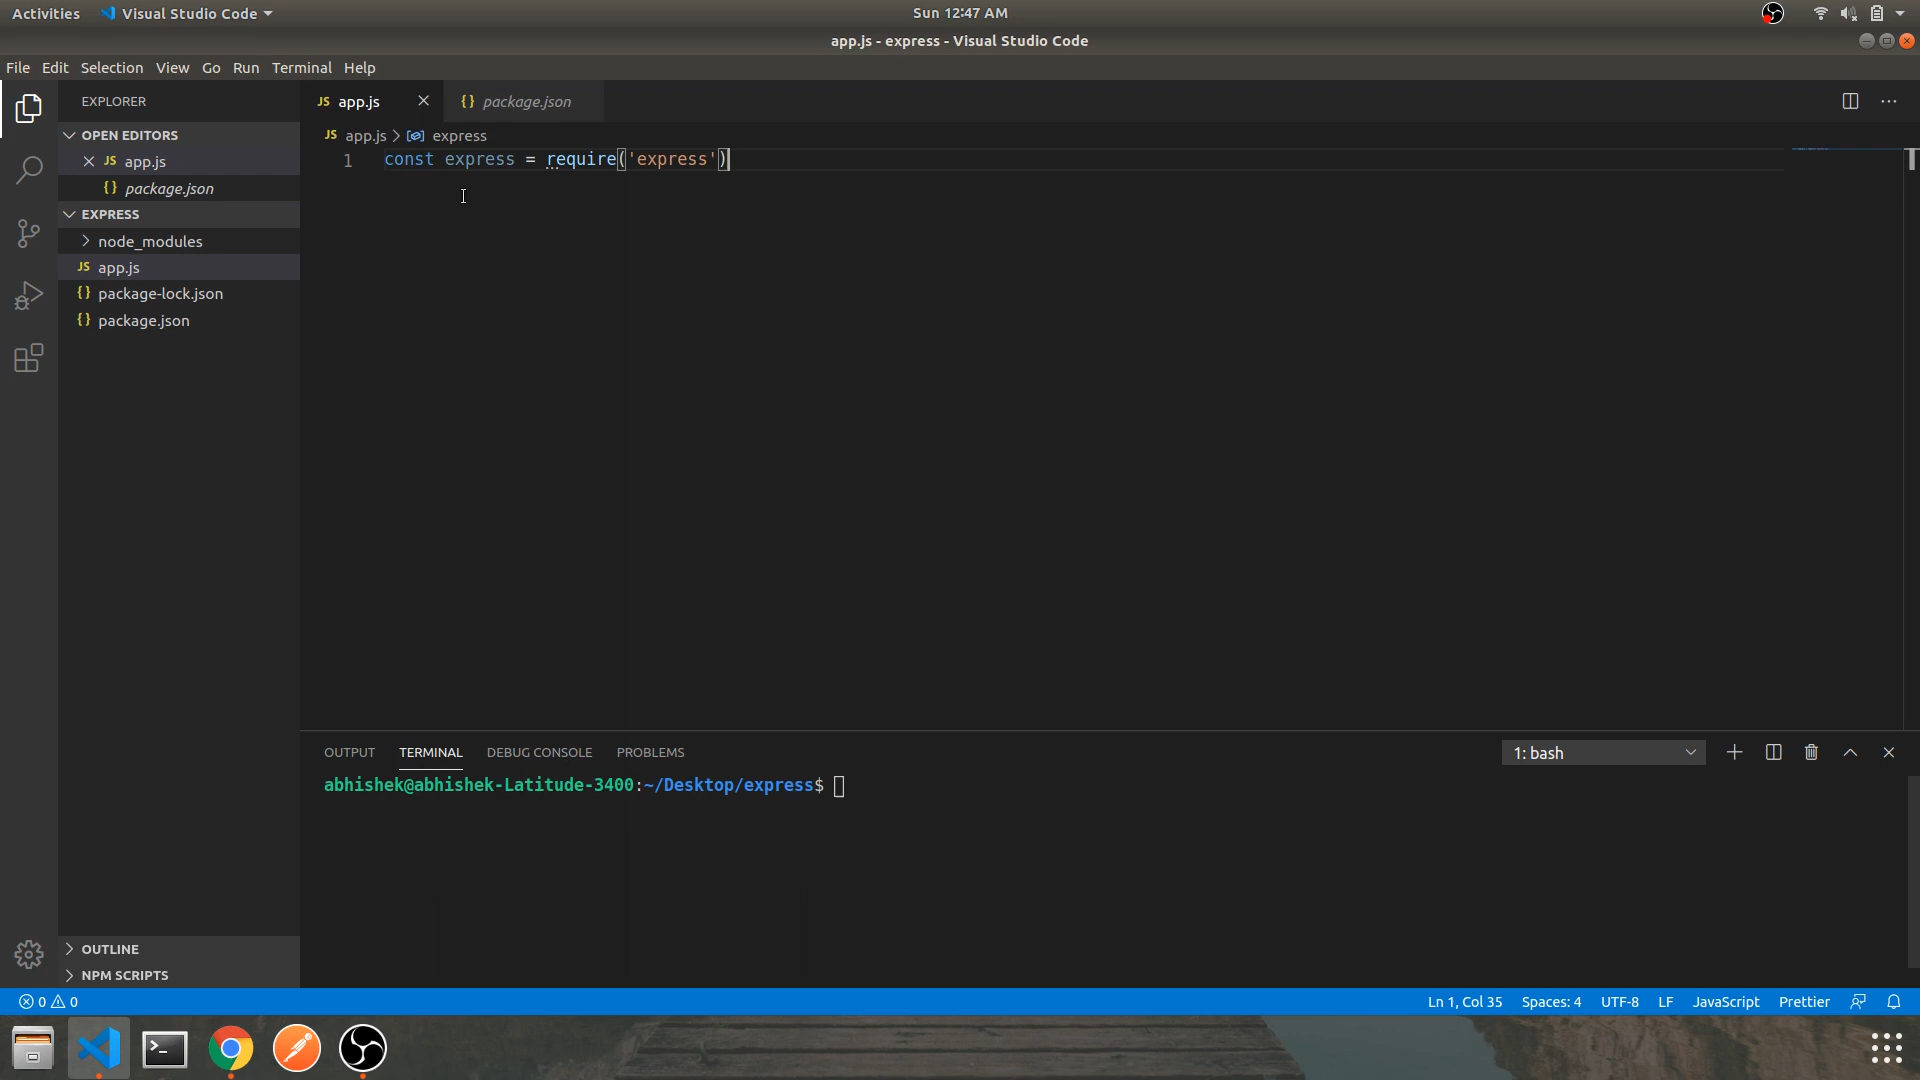 Activities Visual Studio Code Sun 12:47 AM
app.js - express - Visual Studio Code
File Edit Selection View Go Run Terminal Help
EXPLORER JS app.js {} package.json
OPEN EDITORS JS app.js > express
JS app.js 1 const express = require('express')
{} package.json
EXPRESS
node_modules
JS app.js
{} package-lock.json
{} package.json
OUTPUT TERMINAL DEBUG CONSOLE PROBLEMS 1: bash
abhishek@abhishek-Latitude-3400:~/Desktop/express$
OUTLINE
NPM SCRIPTS
0 0 Ln 1, Col 35 Spaces: 4 UTF-8 LF JavaScript Prettier